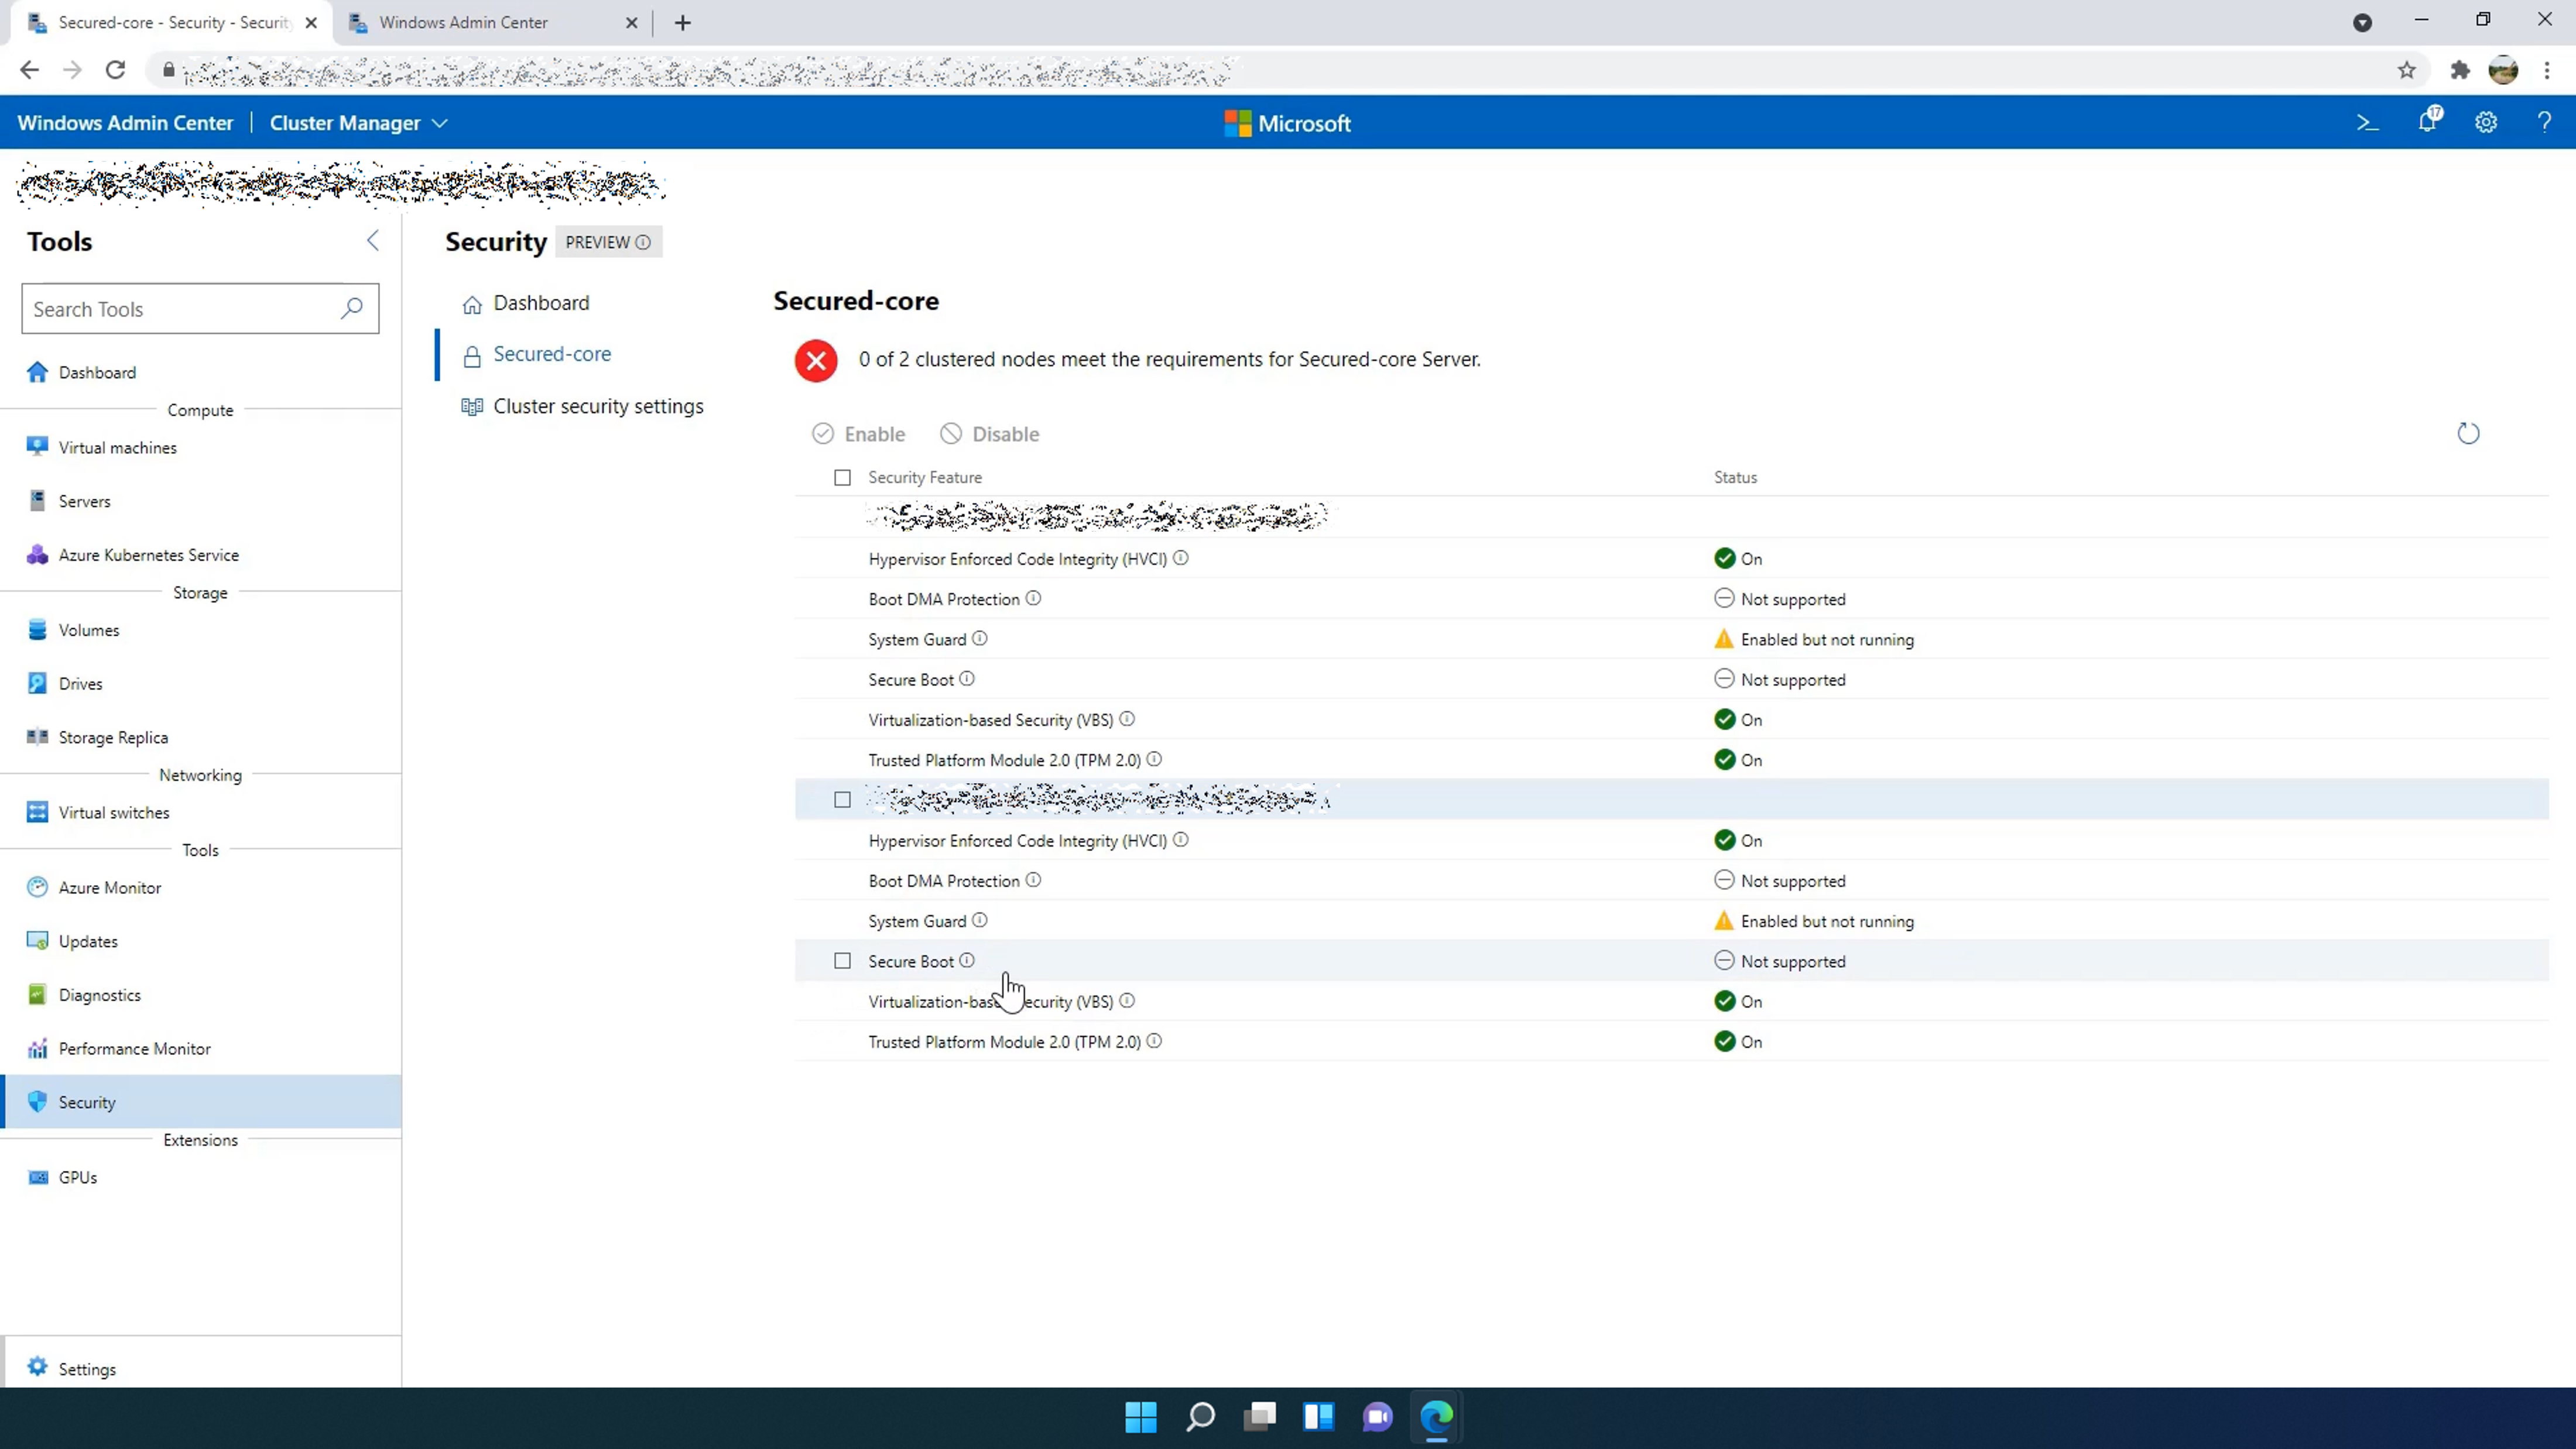 Secured-core - Security - Securit
Windows Admin Center
Windows Admin Center | Cluster Manager
Microsoft
17
Tools
Search Tools
Dashboard
Compute
Virtual machines
Servers
Azure Kubernetes Service
Storage
Volumes
Drives
Storage Replica
Networking
Virtual switches
Tools
Azure Monitor
Updates
Diagnostics
Performance Monitor
Security
Extensions
GPUs
Settings
Security PREVIEW
Dashboard
Secured-core
Cluster security settings
Secured-core
0 of 2 clustered nodes meet the requirements for Secured-core Server.
Enable Disable
Security Feature Status
Hypervisor Enforced Code Integrity (HVCI) On
Boot DMA Protection Not supported
System Guard Enabled but not running
Secure Boot Not supported
Virtualization-based Security (VBS) On
Trusted Platform Module 2.0 (TPM 2.0) On
Hypervisor Enforced Code Integrity (HVCI) On
Boot DMA Protection Not supported
System Guard Enabled but not running
Secure Boot Not supported
Virtualization-based Security (VBS) On
Trusted Platform Module 2.0 (TPM 2.0) On